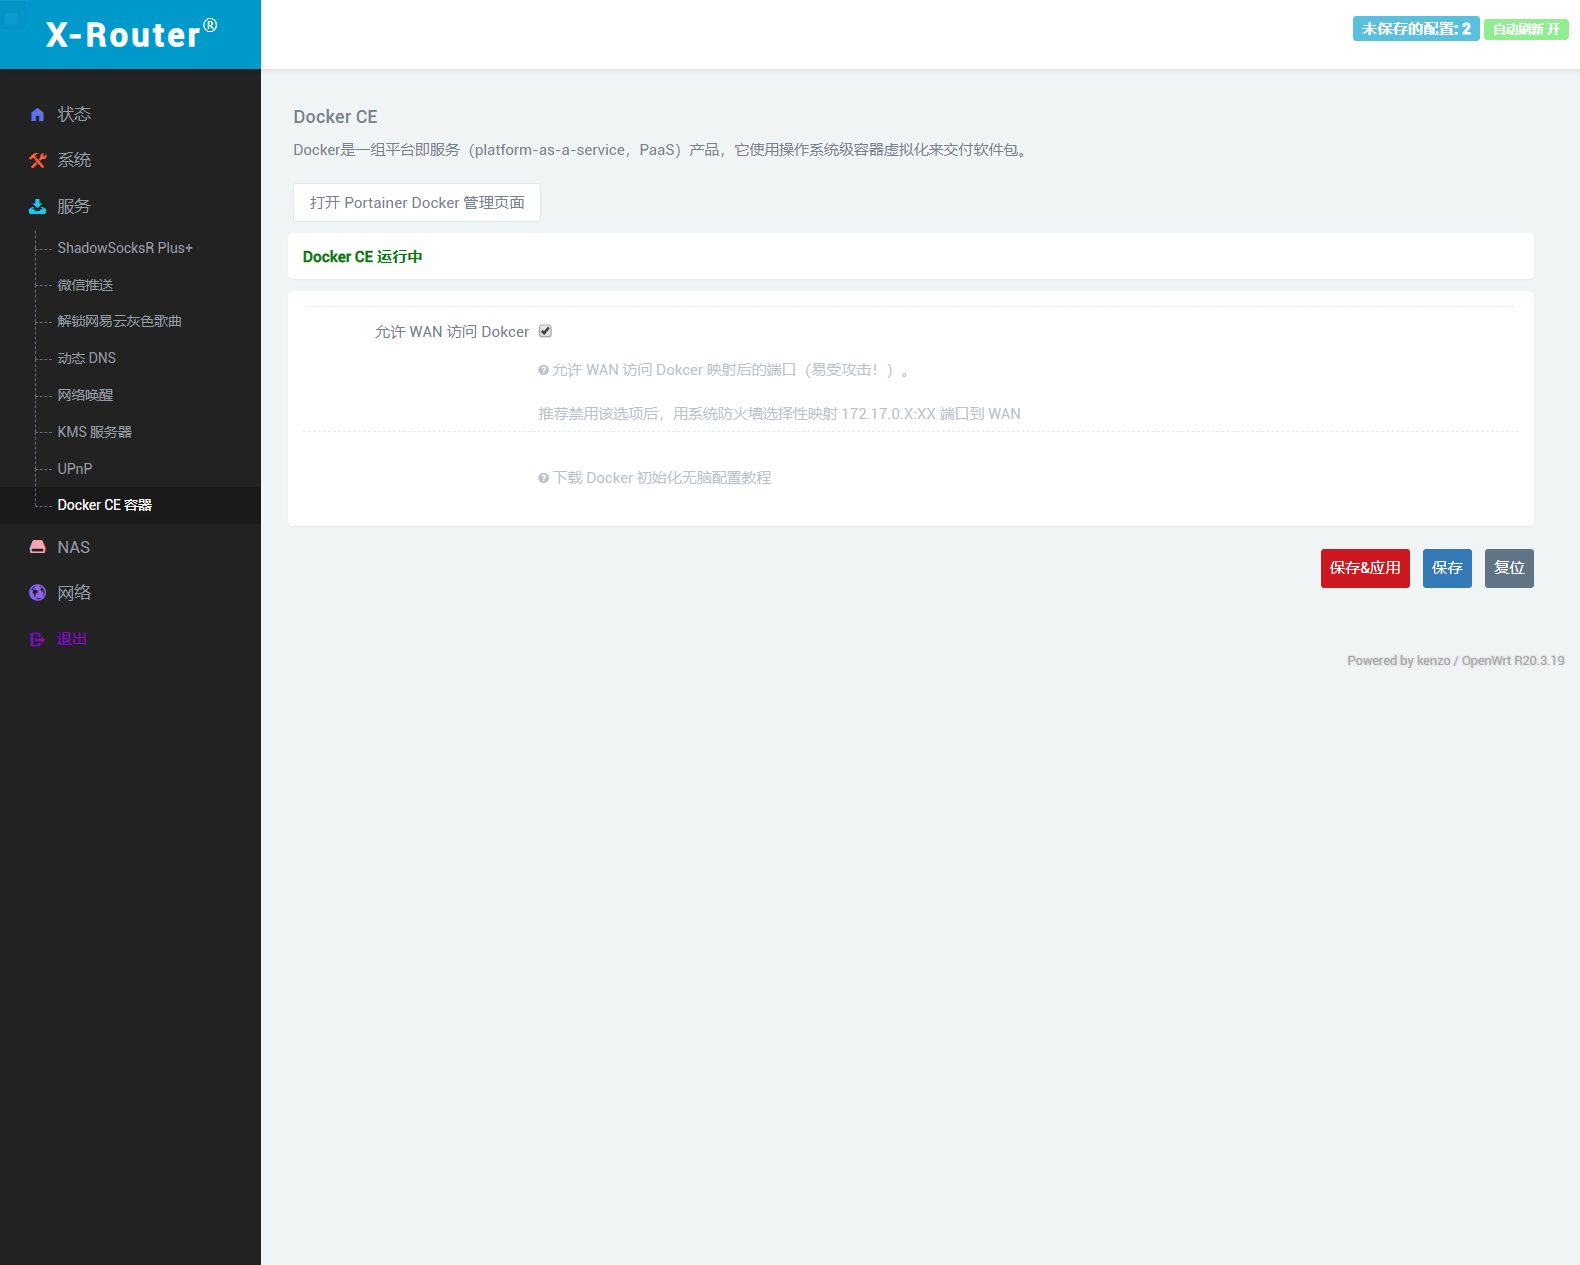 X-Router®
未保存的配置: 2
自动刷新 开
状态
系统
服务
ShadowSocksR Plus+
微信推送
解锁网易云灰色歌曲
动态 DNS
网络唤醒
KMS 服务器
UPnP
Docker CE 容器
NAS
网络
退出
Docker CE
Docker是一组平台即服务（platform-as-a-service，PaaS）产品，它使用操作系统级容器虚拟化来交付软件包。
打开 Portainer Docker 管理页面
Docker CE 运行中
允许 WAN 访问 Dokcer
允许 WAN 访问 Dokcer 映射后的端口（易受攻击！）。
推荐禁用该选项后，用系统防火墙选择性映射 172.17.0.X:XX 端口到 WAN
下载 Docker 初始化无脑配置教程
保存&应用
保存
复位
Powered by kenzo / OpenWrt R20.3.19